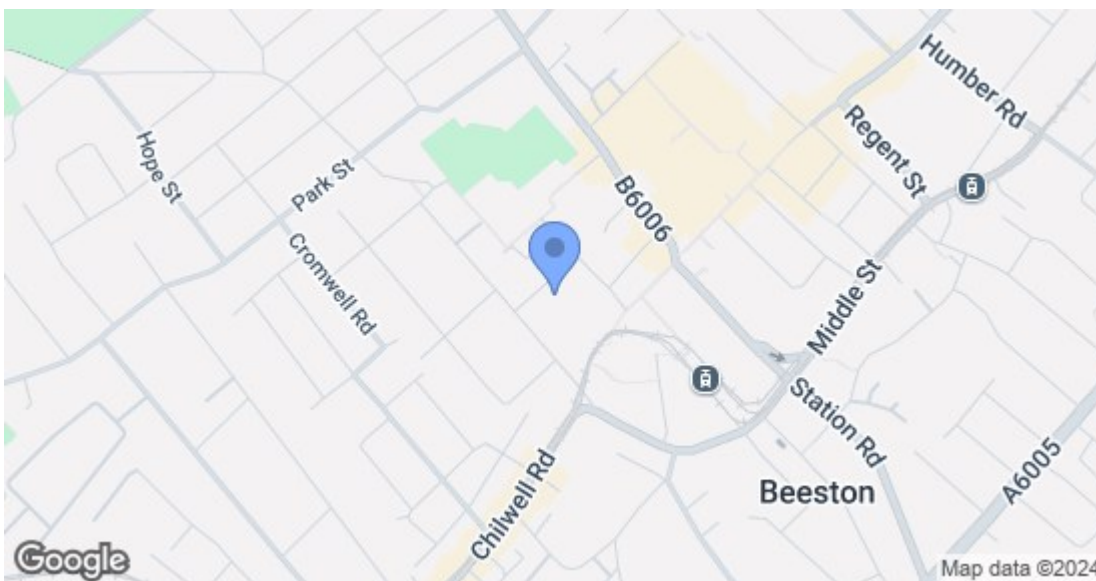 Humber Rd
Regent St
Hope St
Park St
B6006
Cromwell Rd
Middle St
Station Rd
Chilwell Rd
Beeston
A6005
Google
Map data ©2024